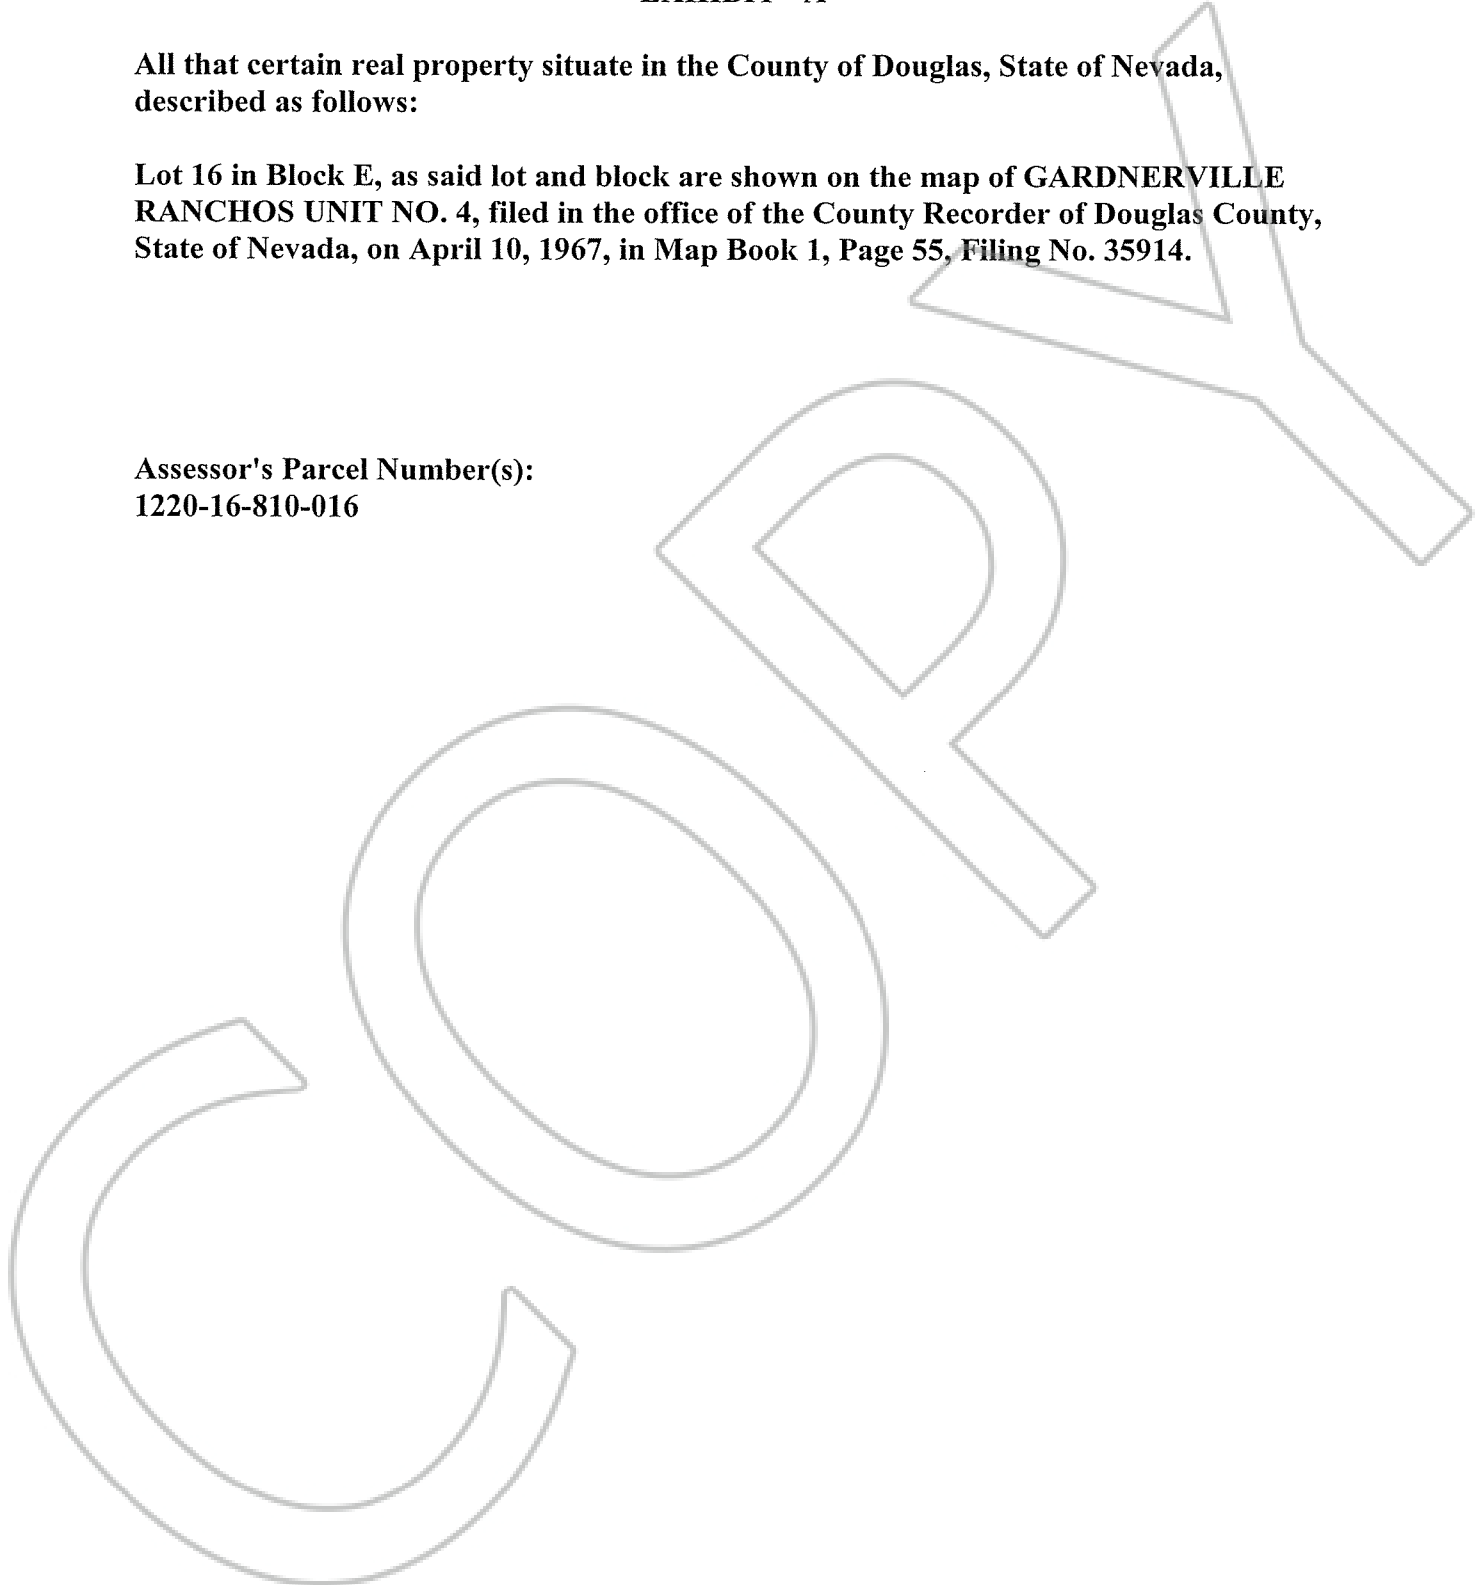 All that certain real property situate in the County of Douglas, State of Nevada,
described as follows:
Lot 16 in Block E, as said lot and block are shown on the map of GARDNERVILLE
RANCHOS UNIT NO. 4, filed in the office of the County Recorder of Douglas County,
State of Nevada, on April 10, 1967, in Map Book 1, Page 55, Filing No. 35914.
Assessor's Parcel Number(s):
1220-16-810-016
COPY